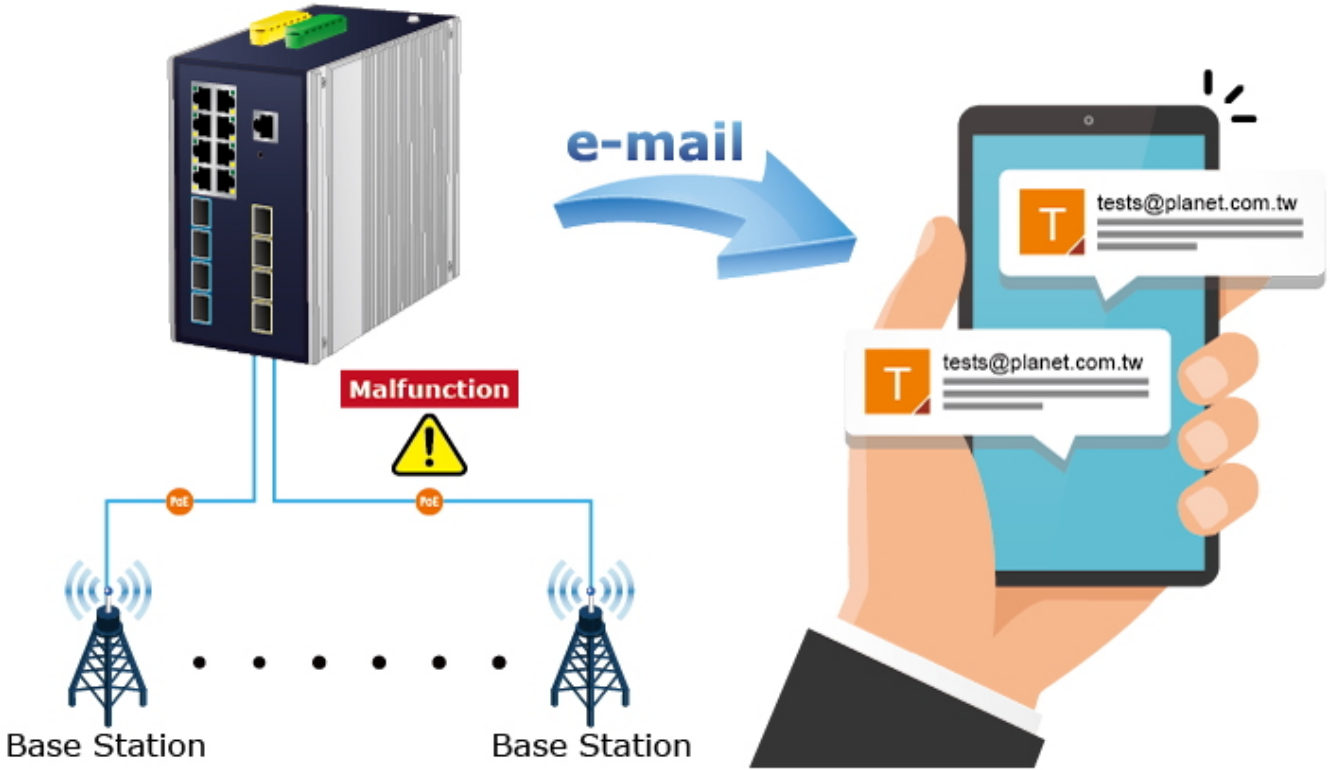 e-mail
T
tests@planet.com.tw
T
tests@planet.com.tw
Malfunction
PoE
PoE
Base Station
Base Station